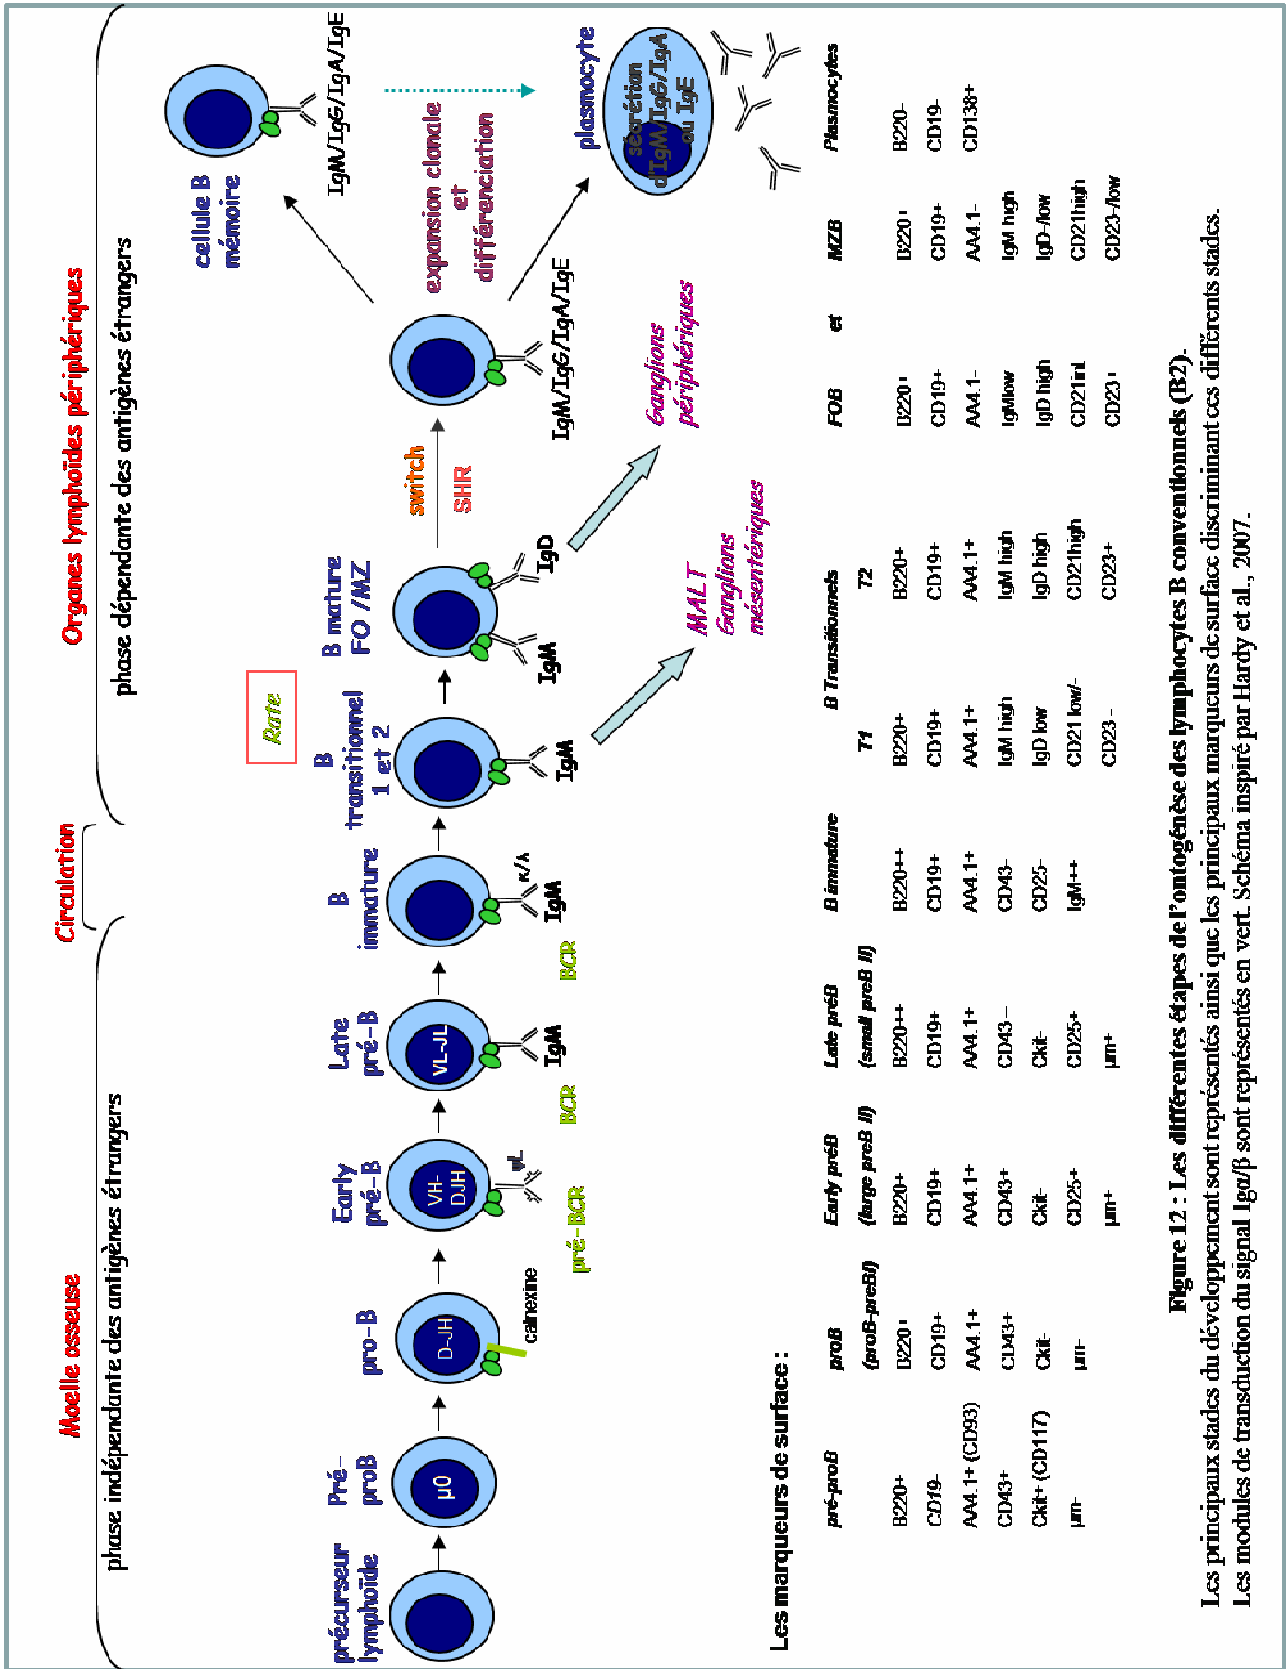 Moelle osseuse
Circulation
Organes lymphoïdes périphériques
phase indépendante des antigènes étrangers
phase dépendante des antigènes étrangers
Rate
précurseur
lymphoïde
Pré-
proB
µ0
pro-B
D-JH
calnexine
Early
pré-B
VH-
DJH
ψL
pré-BCR
Late
pré-B
VL-JL
IgM
BCR
B
immature
κ/λ
IgM
BCR
B
transitionnel
1 et 2
IgM
B mature
FO /MZ
IgM
IgD
switch
SHR
IgM/IgG/IgA/IgE
cellule B
mémoire
IgM/IgG/IgA/IgE
expansion clonale
et
différenciation
plasmocyte
sécrétion
d'IgM/IgG/IgA
ou IgE
MALT
Ganglions
mésentériques
Ganglions
périphériques
Les marqueurs de surface :
pré-proB
B220+
CD19-
AA4.1+ (CD93)
CD43+
Ckit+ (CD117)
µm-
proB
(proB-preBI)
B220+
CD19+
AA4.1+
CD43+
Ckit-
µm-
Early préB
(large preB II)
B220+
CD19+
AA4.1+
CD43+
Ckit-
CD25+
µm+
Late préB
(small preB II)
B220++
CD19+
AA4.1+
CD43-
Ckit-
CD25+
µm+
B immature
B220++
CD19+
AA4.1+
CD43-
CD25-
IgM++
B Transitionnels
T1
B220+
CD19+
AA4.1+
IgM high
IgD low
CD21 low/-
CD23-
T2
B220+
CD19+
AA4.1+
IgM high
IgD high
CD21high
CD23+
FOB et MZB
B220+
CD19+
AA4.1-
IgMlow
IgD high
CD21int
CD23+
B220+
CD19+
AA4.1-
IgM high
IgD-/low
CD21high
CD23-/low
Plasmocytes
B220-
CD19-
CD138+
Figure 12 : Les différentes étapes de l'ontogénèse des lymphocytes B conventionnels (B2).
Les principaux stades du développement sont représentés ainsi que les principaux marqueurs de surface discriminant ces différents stades.
Les modules de transduction du signal Igα/β sont représentés en vert. Schéma inspiré par Hardy et al., 2007.